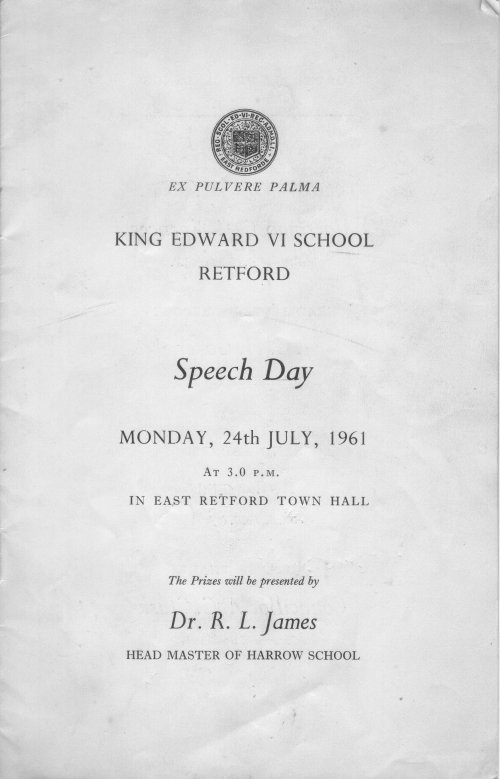 EX PULVERE PALMA
KING EDWARD VI SCHOOL
RETFORD
Speech Day
MONDAY, 24th JULY, 1961
AT 3.0 P.M.
IN EAST RETFORD TOWN HALL
The Prizes will be presented by
Dr. R. L. James
HEAD MASTER OF HARROW SCHOOL